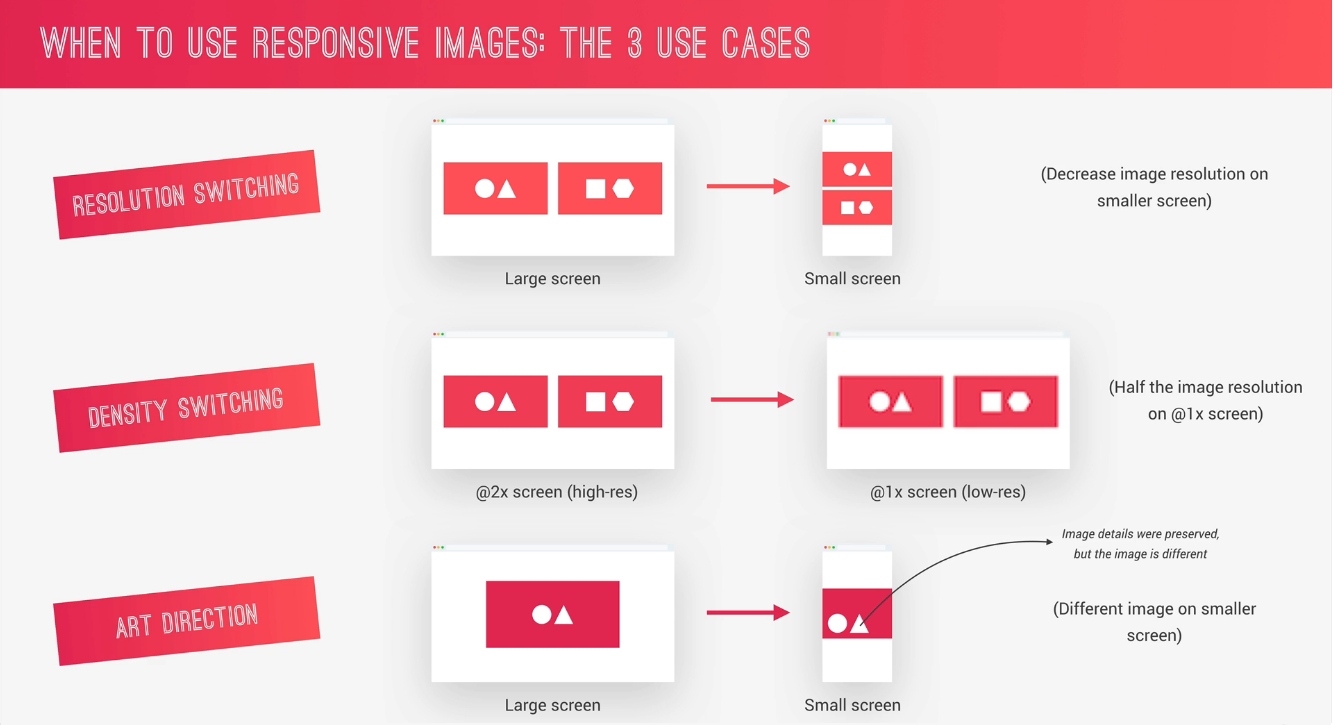 WHEN TO USE RESPONSIVE IMAGES: THE 3 USE CASES
RESOLUTION SWITCHING
Large screen
Small screen
(Decrease image resolution on
smaller screen)
DENSITY SWITCHING
@2x screen (high-res)
@1x screen (low-res)
(Half the image resolution
on @1x screen)
ART DIRECTION
Large screen
Small screen
Image details were preserved,
but the image is different
(Different image on smaller
screen)